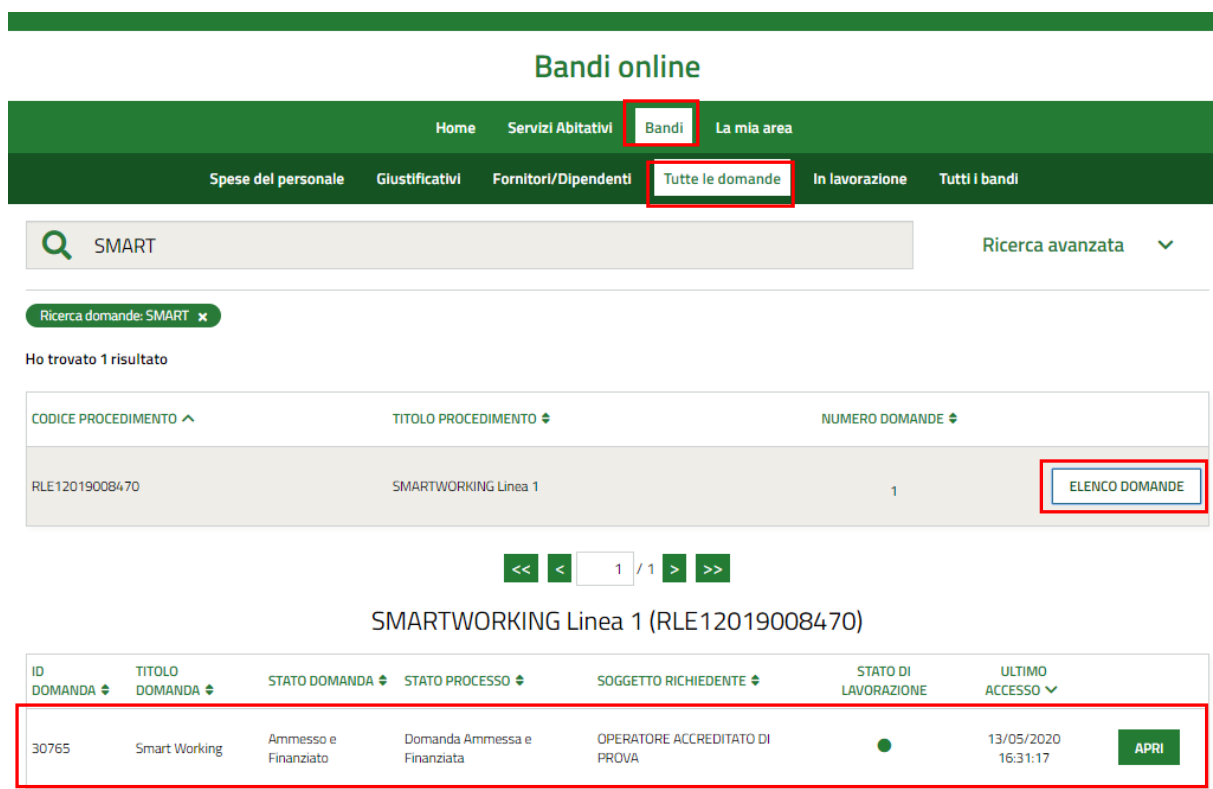 Bandi online
Home Servizi Abitativi Bandi La mia area
Spese del personale Giustificativi Fornitori/Dipendenti Tutte le domande In lavorazione Tutti i bandi
SMART Ricerca avanzata
Ricerca domande: SMART x
Ho trovato 1 risultato
CODICE PROCEDIMENTO TITOLO PROCEDIMENTO NUMERO DOMANDE
RLE12019008470 SMARTWORKING Linea 1 1 ELENCO DOMANDE
<< < 1 / 1 > >>
SMARTWORKING Linea 1 (RLE12019008470)
ID TITOLO STATO DI ULTIMO
DOMANDA DOMANDA STATO DOMANDA STATO PROCESSO SOGGETTO RICHIEDENTE LAVORAZIONE ACCESSO
30765 Smart Working Ammesso e Domanda Ammessa e OPERATORE ACCREDITATO DI 13/05/2020 APRI
Finanziato Finanziata PROVA 16:31:17